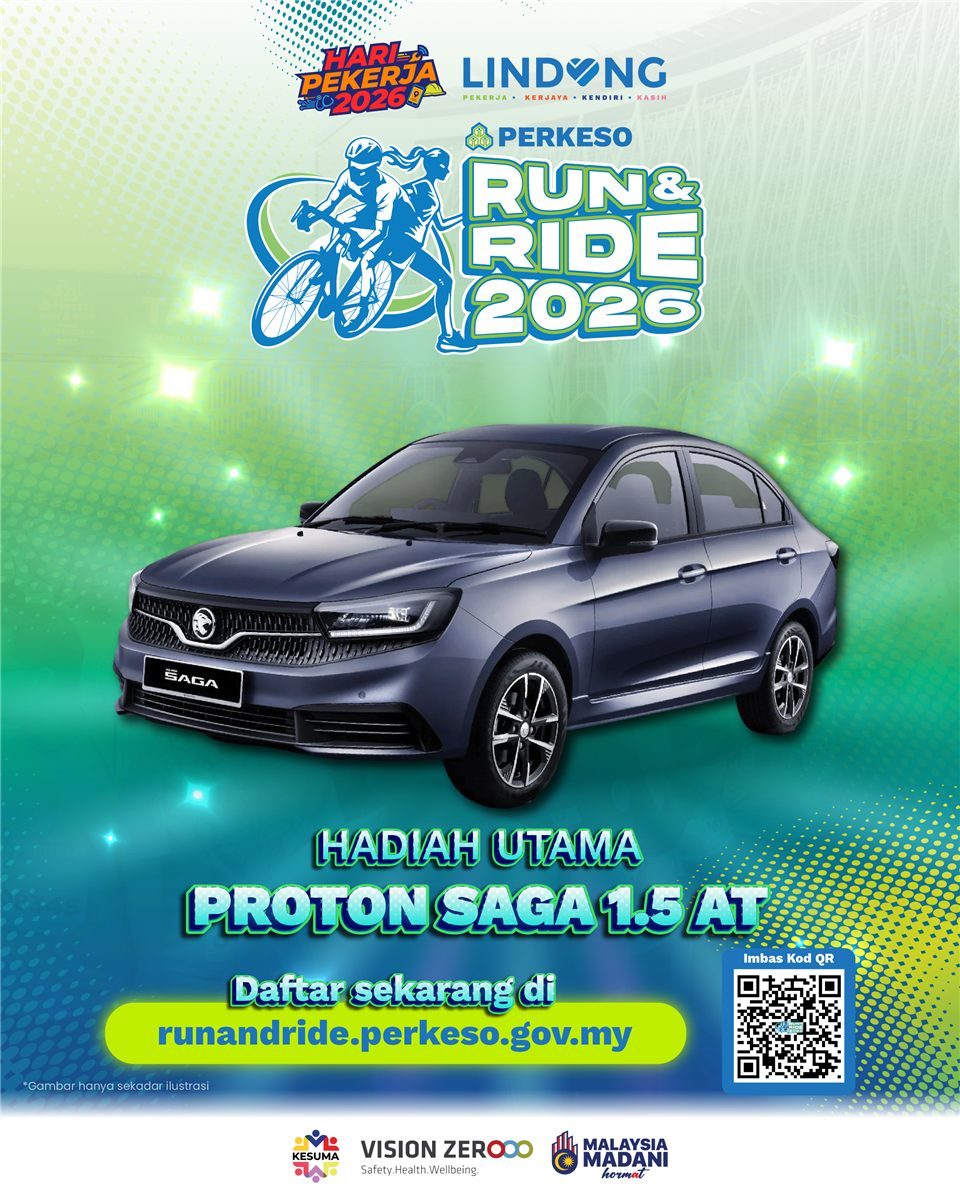 HARI
PEKERJA
2026
LINDUNG
PEKERJA • KERJAYA • KENDIRI • KASIH
PERKESO
RUN &
RIDE
2026
SAGA
HADIAH UTAMA
PROTON SAGA 1.5 AT
Imbas Kod QR
Daftar sekarang di
runandride.perkeso.gov.my
*Gambar hanya sekadar ilustrasi
KESUMA
VISION ZERO
Safety.Health.Wellbeing.
MALAYSIA
MADANI
hormat